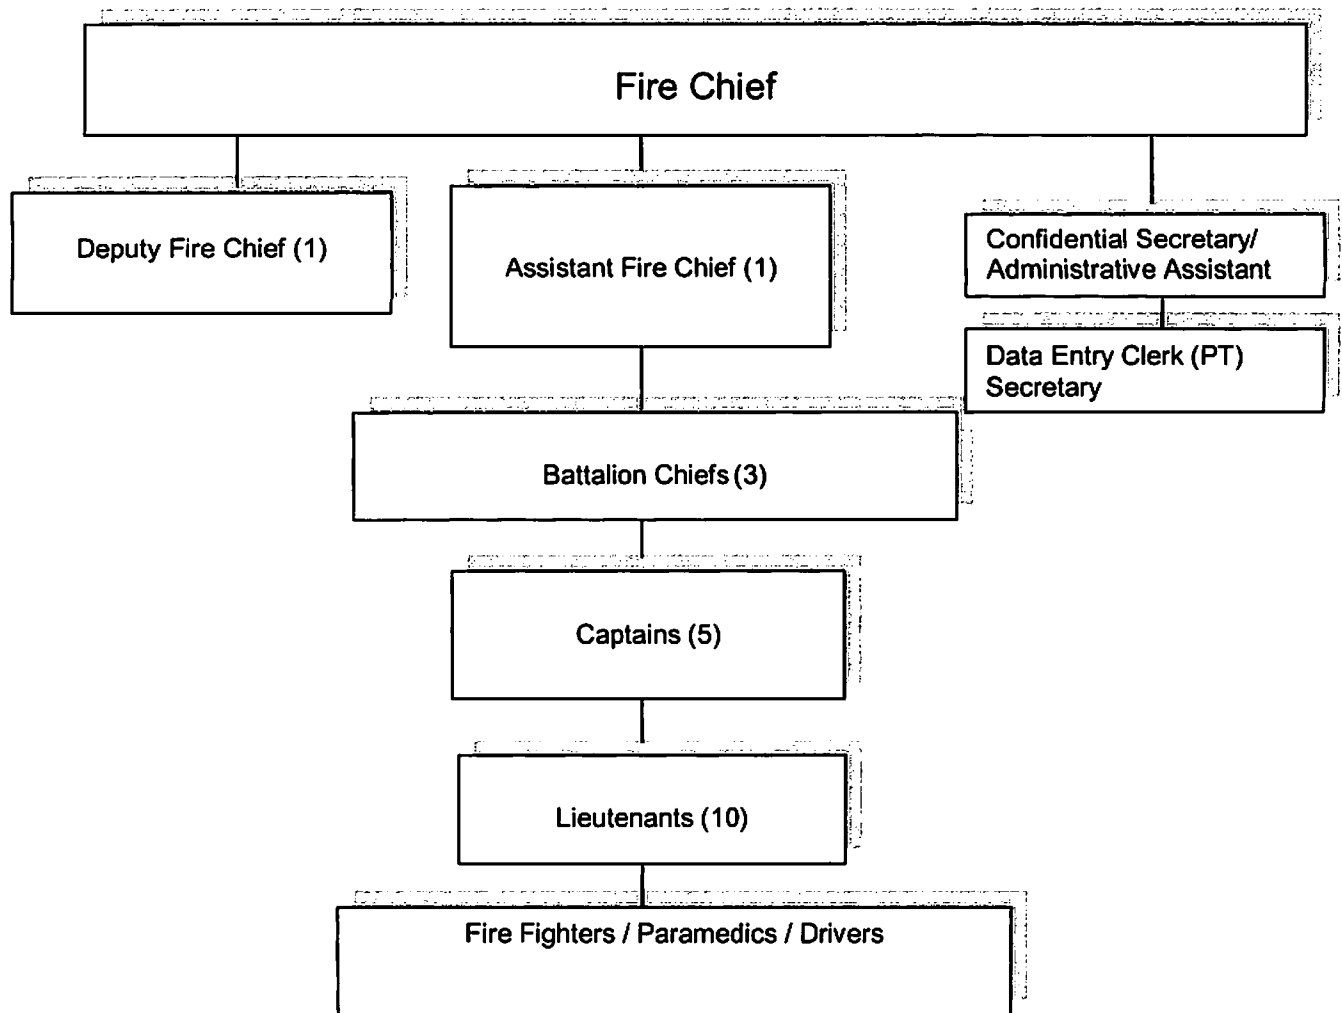 Fire Chief
Deputy Fire Chief (1)
Assistant Fire Chief (1)
Confidential Secretary/
Administrative Assistant
Data Entry Clerk (PT)
Secretary
Battalion Chiefs (3)
Captains (5)
Lieutenants (10)
Fire Fighters / Paramedics / Drivers